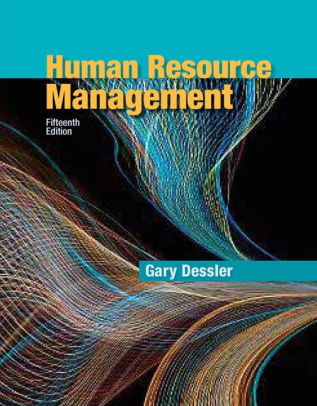 Human Resource
Management
Fifteenth
Edition
Gary Dessler